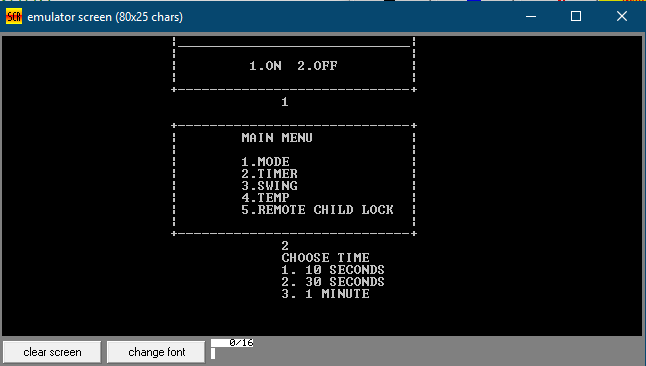 SCR emulator screen (80x25 chars)
1.ON 2.OFF
1
MAIN MENU
1.MODE
2.TIMER
3.SWING
4.TEMP
5.REMOTE CHILD LOCK
2
CHOOSE TIME
1. 10 SECONDS
2. 30 SECONDS
3. 1 MINUTE
clear screen change font 0/16